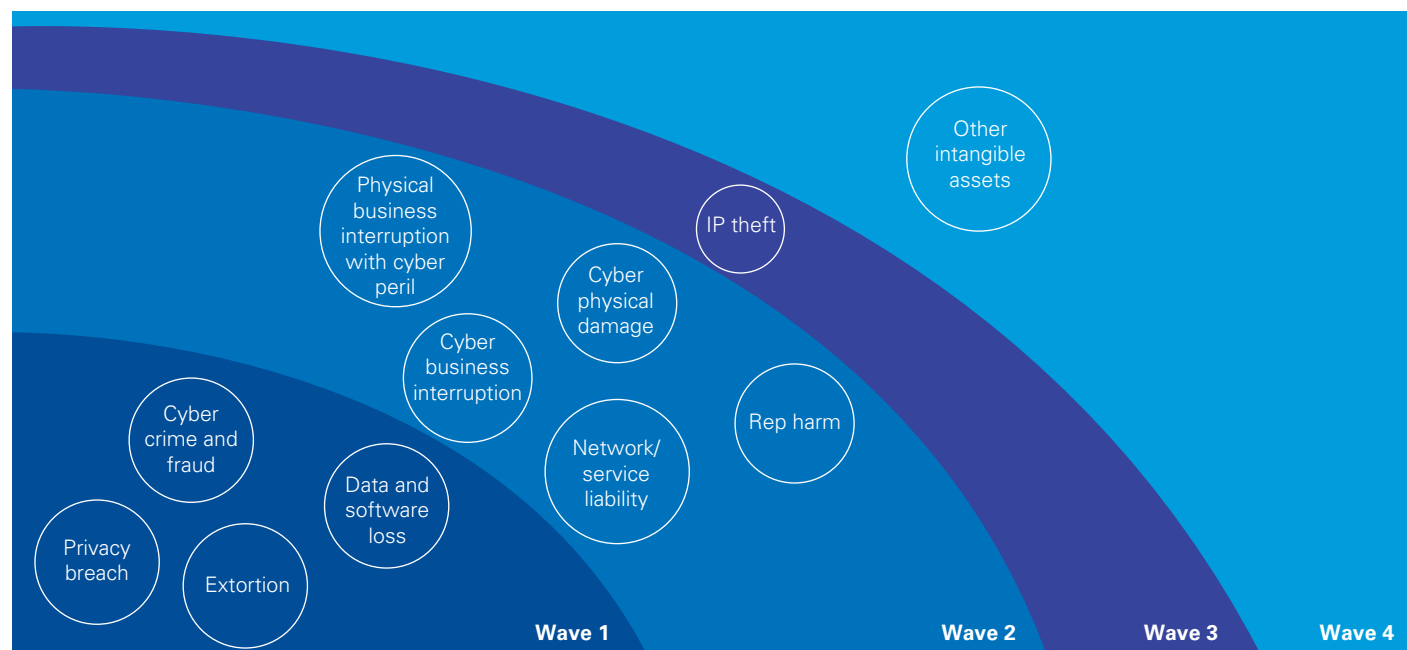 Other
intangible
assets
Physical
business
interruption
with cyber
peril
IP theft
Cyber
physical
damage
Cyber
business
interruption
Rep harm
Cyber
crime and
fraud
Network/
service
liability
Data and
software
loss
Privacy
breach
Extortion
Wave 1
Wave 2
Wave 3
Wave 4